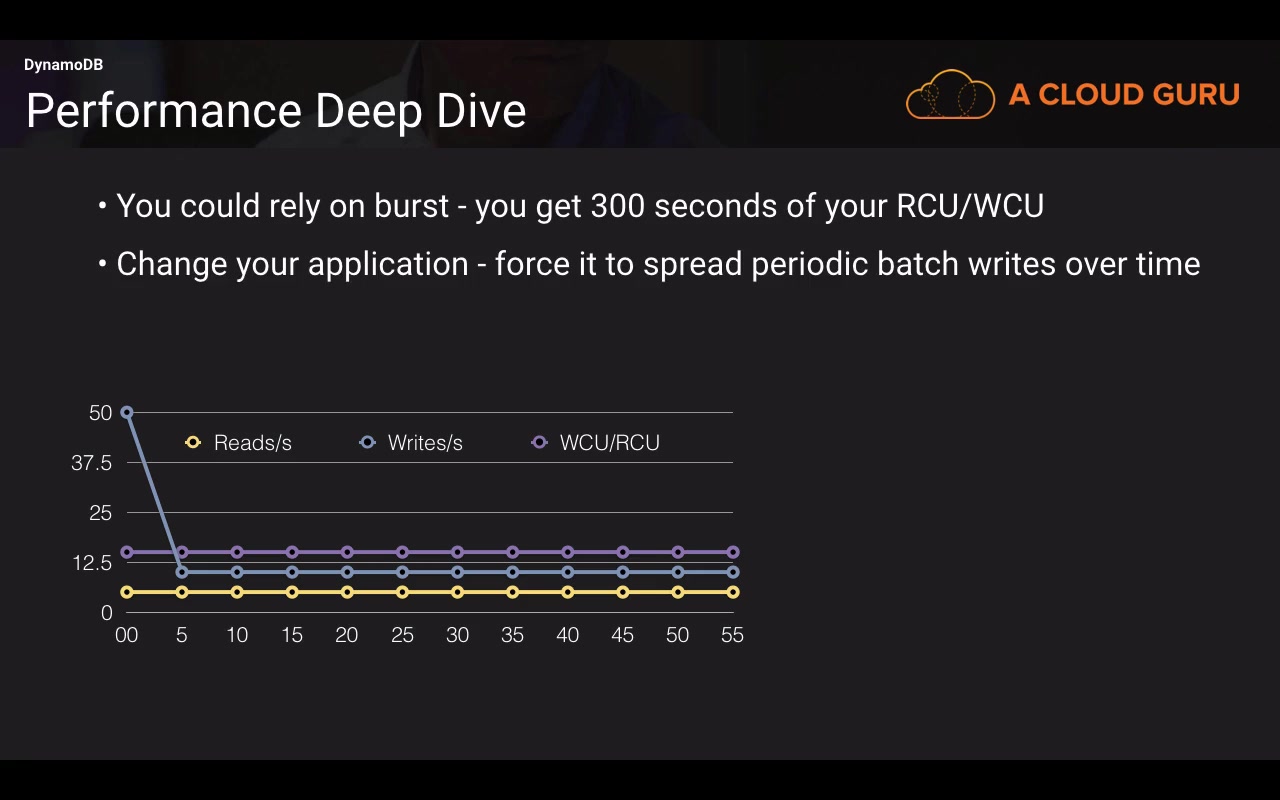 DynamoDB
Performance Deep Dive
A CLOUD GURU
• You could rely on burst - you get 300 seconds of your RCU/WCU
• Change your application - force it to spread periodic batch writes over time
50
Reads/s Writes/s WCU/RCU
37.5
25
12.5
0
00 5 10 15 20 25 30 35 40 45 50 55